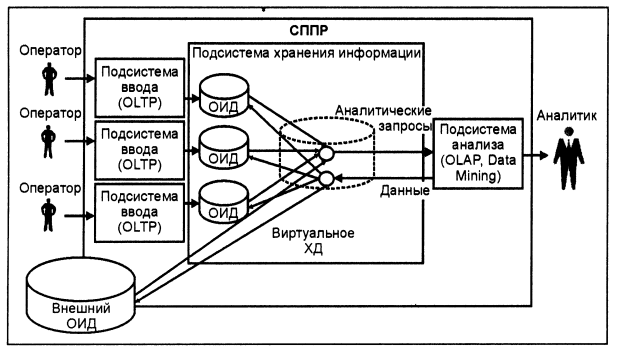 СППР
Подсистема хранения информации
Оператор
Подсистема
ввода
(OLTP)
ОИД
Оператор
Подсистема
ввода
(OLTP)
ОИД
Оператор
Подсистема
ввода
(OLTP)
ОИД
Аналитические
запросы
Данные
Виртуальное
ХД
Подсистема
анализа
(OLAP, Data
Mining)
Аналитик
Внешний
ОИД